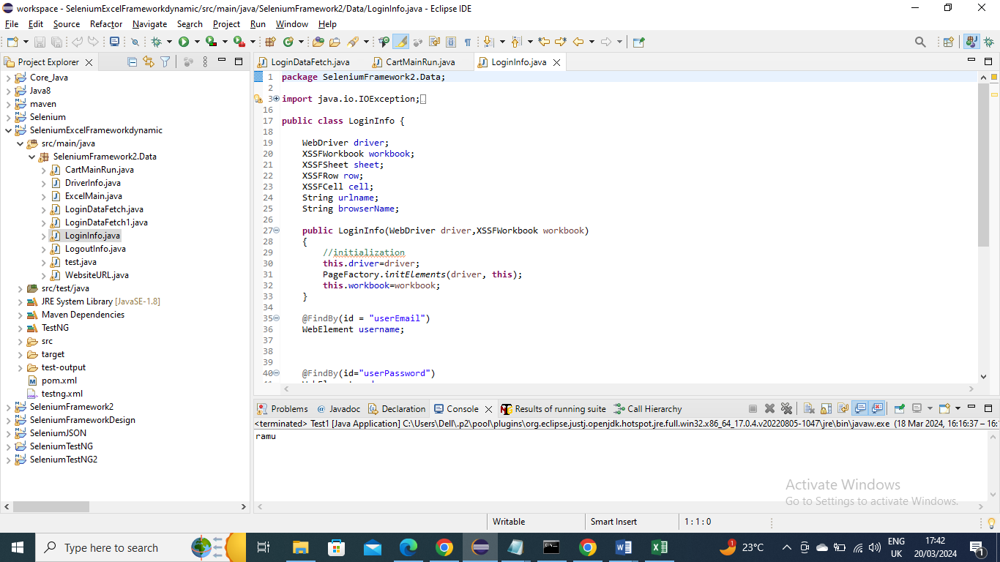 workspace - SeleniumExcelFrameworkdynamic/src/main/java/SeleniumFramework2/Data/LoginInfo.java - Eclipse IDE
File Edit Source Refactor Navigate Search Project Run Window Help
Project Explorer
Core_Java
Java8
maven
Selenium
SeleniumExcelFrameworkdynamic
src/main/java
SeleniumFramework2.Data
CartMainRun.java
DriverInfo.java
ExcelMain.java
LoginDataFetch.java
LoginDataFetch1.java
LoginInfo.java
LogoutInfo.java
test.java
WebsiteURL.java
src/test/java
JRE System Library [JavaSE-1.8]
Maven Dependencies
TestNG
src
target
test-output
pom.xml
testng.xml
SeleniumFramework2
SeleniumFrameworkDesign
SeleniumJSON
SeleniumTestNG
SeleniumTestNG2
LoginDataFetch.java CartMainRun.java LoginInfo.java
1 package SeleniumFramework2.Data;
2
3 import java.io.IOException;
16
17 public class LoginInfo {
18
19 WebDriver driver;
20 XSSFWorkbook workbook;
21 XSSFSheet sheet;
22 XSSFRow row;
23 XSSFCell cell;
24 String urlname;
25 String browserName;
26
27 public LoginInfo(WebDriver driver,XSSFWorkbook workbook)
28 {
29 //initialization
30 this.driver=driver;
31 PageFactory.initElements(driver, this);
32 this.workbook=workbook;
33 }
34
35 @FindBy(id = "userEmail")
36 WebElement username;
37
38
39
40 @FindBy(id="userPassword")
Problems @ Javadoc Declaration Console Results of running suite Call Hierarchy
<terminated> Test1 [Java Application] C:\Users\Dell\.p2\pool\plugins\org.eclipse.justj.openjdk.hotspot.jre.full.win32.x86_64_17.0.4.v20220805-1047\jre\bin\javaw.exe (18 Mar 2024, 16:16:37 – 16:
ramu
Activate Windows
Go to Settings to activate Windows.
Writable Smart Insert 1 : 1 : 0
Type here to search
23°C
ENG
UK
17:42
20/03/2024
1